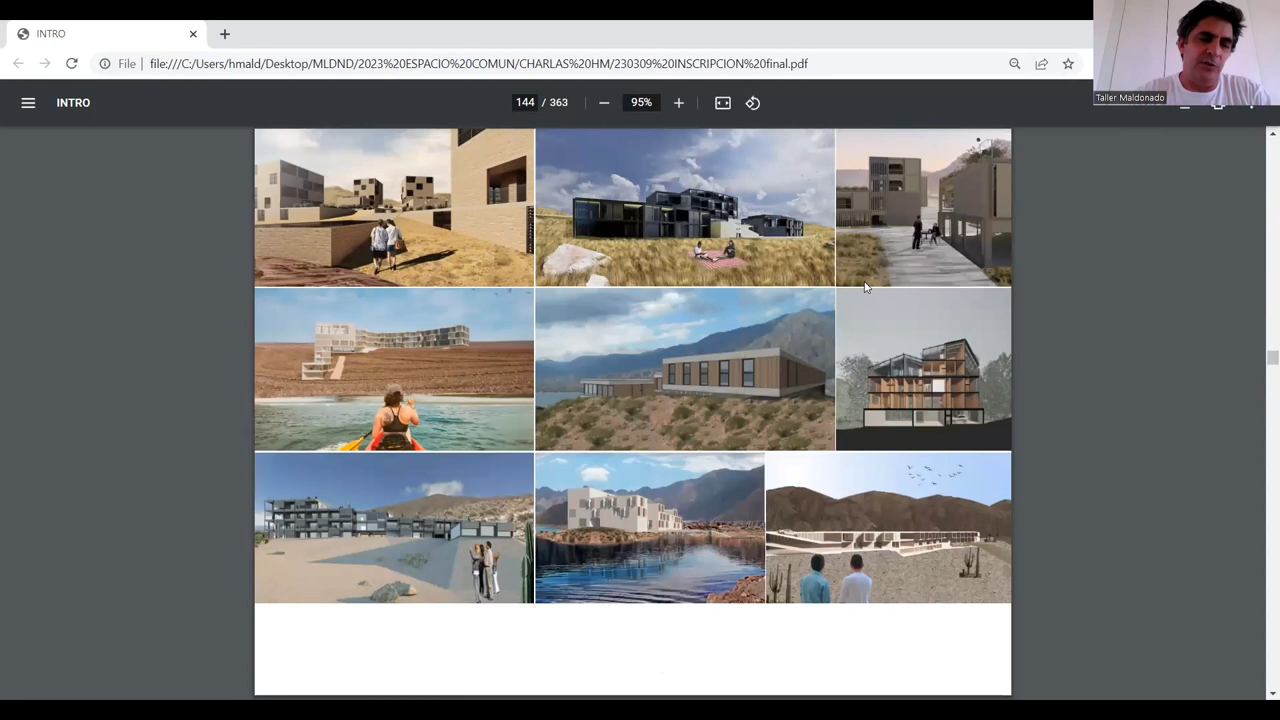 INTRO
File file:///C:/Users/hmald/Desktop/MLDND/2023%20ESPACIO%20COMUN/CHARLAS%20HM/230309%20INSCRIPCION%20final.pdf
INTRO
144 / 363
95%
Taller Maldonado